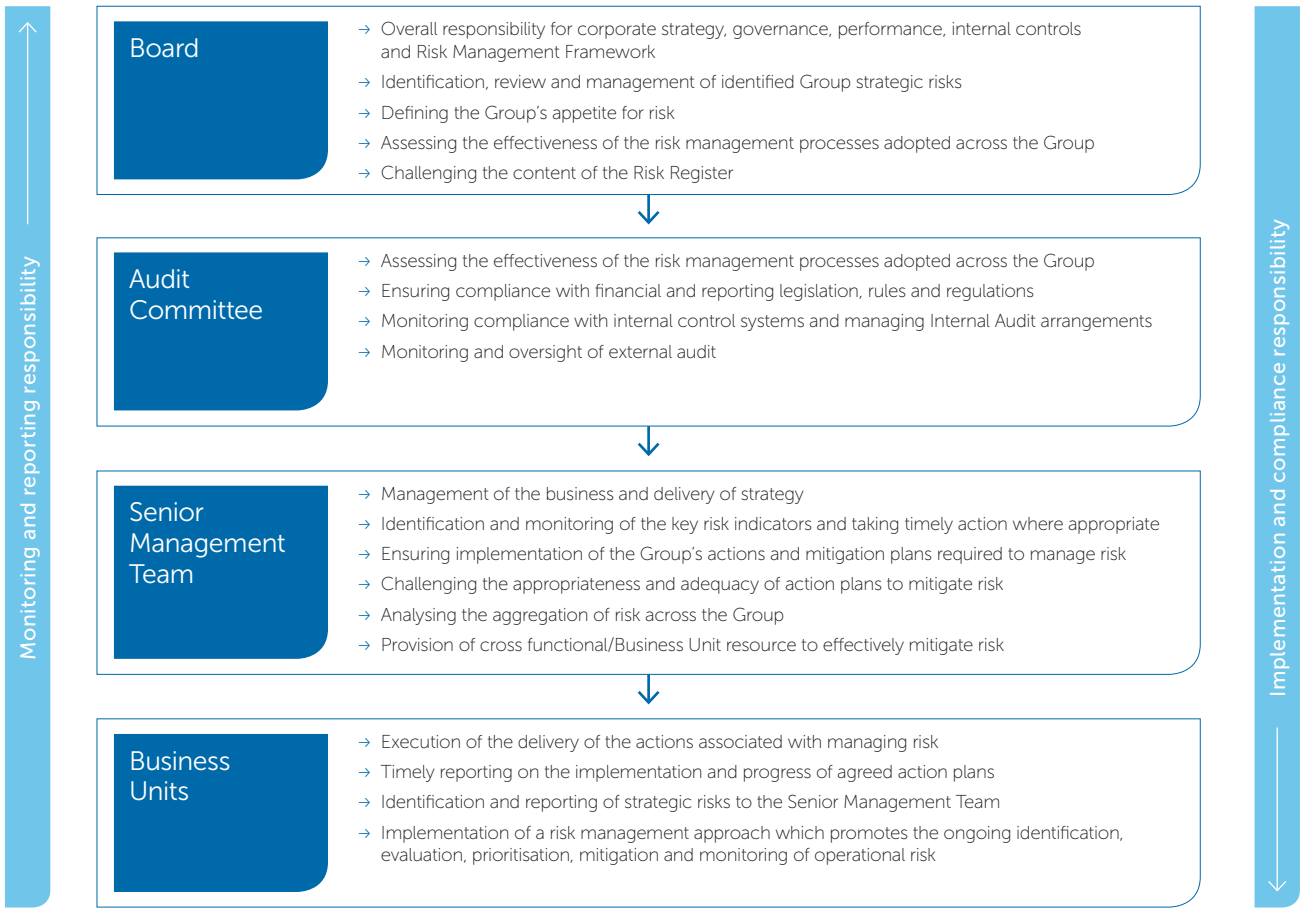 Monitoring and reporting responsibility
Board
→ Overall responsibility for corporate strategy, governance, performance, internal controls
and Risk Management Framework
→ Identification, review and management of identified Group strategic risks
→ Defining the Group's appetite for risk
→ Assessing the effectiveness of the risk management processes adopted across the Group
→ Challenging the content of the Risk Register
Audit
Committee
→ Assessing the effectiveness of the risk management processes adopted across the Group
→ Ensuring compliance with financial and reporting legislation, rules and regulations
→ Monitoring compliance with internal control systems and managing Internal Audit arrangements
→ Monitoring and oversight of external audit
Senior
Management
Team
→ Management of the business and delivery of strategy
→ Identification and monitoring of the key risk indicators and taking timely action where appropriate
→ Ensuring implementation of the Group's actions and mitigation plans required to manage risk
→ Challenging the appropriateness and adequacy of action plans to mitigate risk
→ Analysing the aggregation of risk across the Group
→ Provision of cross functional/Business Unit resource to effectively mitigate risk
Business
Units
→ Execution of the delivery of the actions associated with managing risk
→ Timely reporting on the implementation and progress of agreed action plans
→ Identification and reporting of strategic risks to the Senior Management Team
→ Implementation of a risk management approach which promotes the ongoing identification,
evaluation, prioritisation, mitigation and monitoring of operational risk
Implementation and compliance responsibility